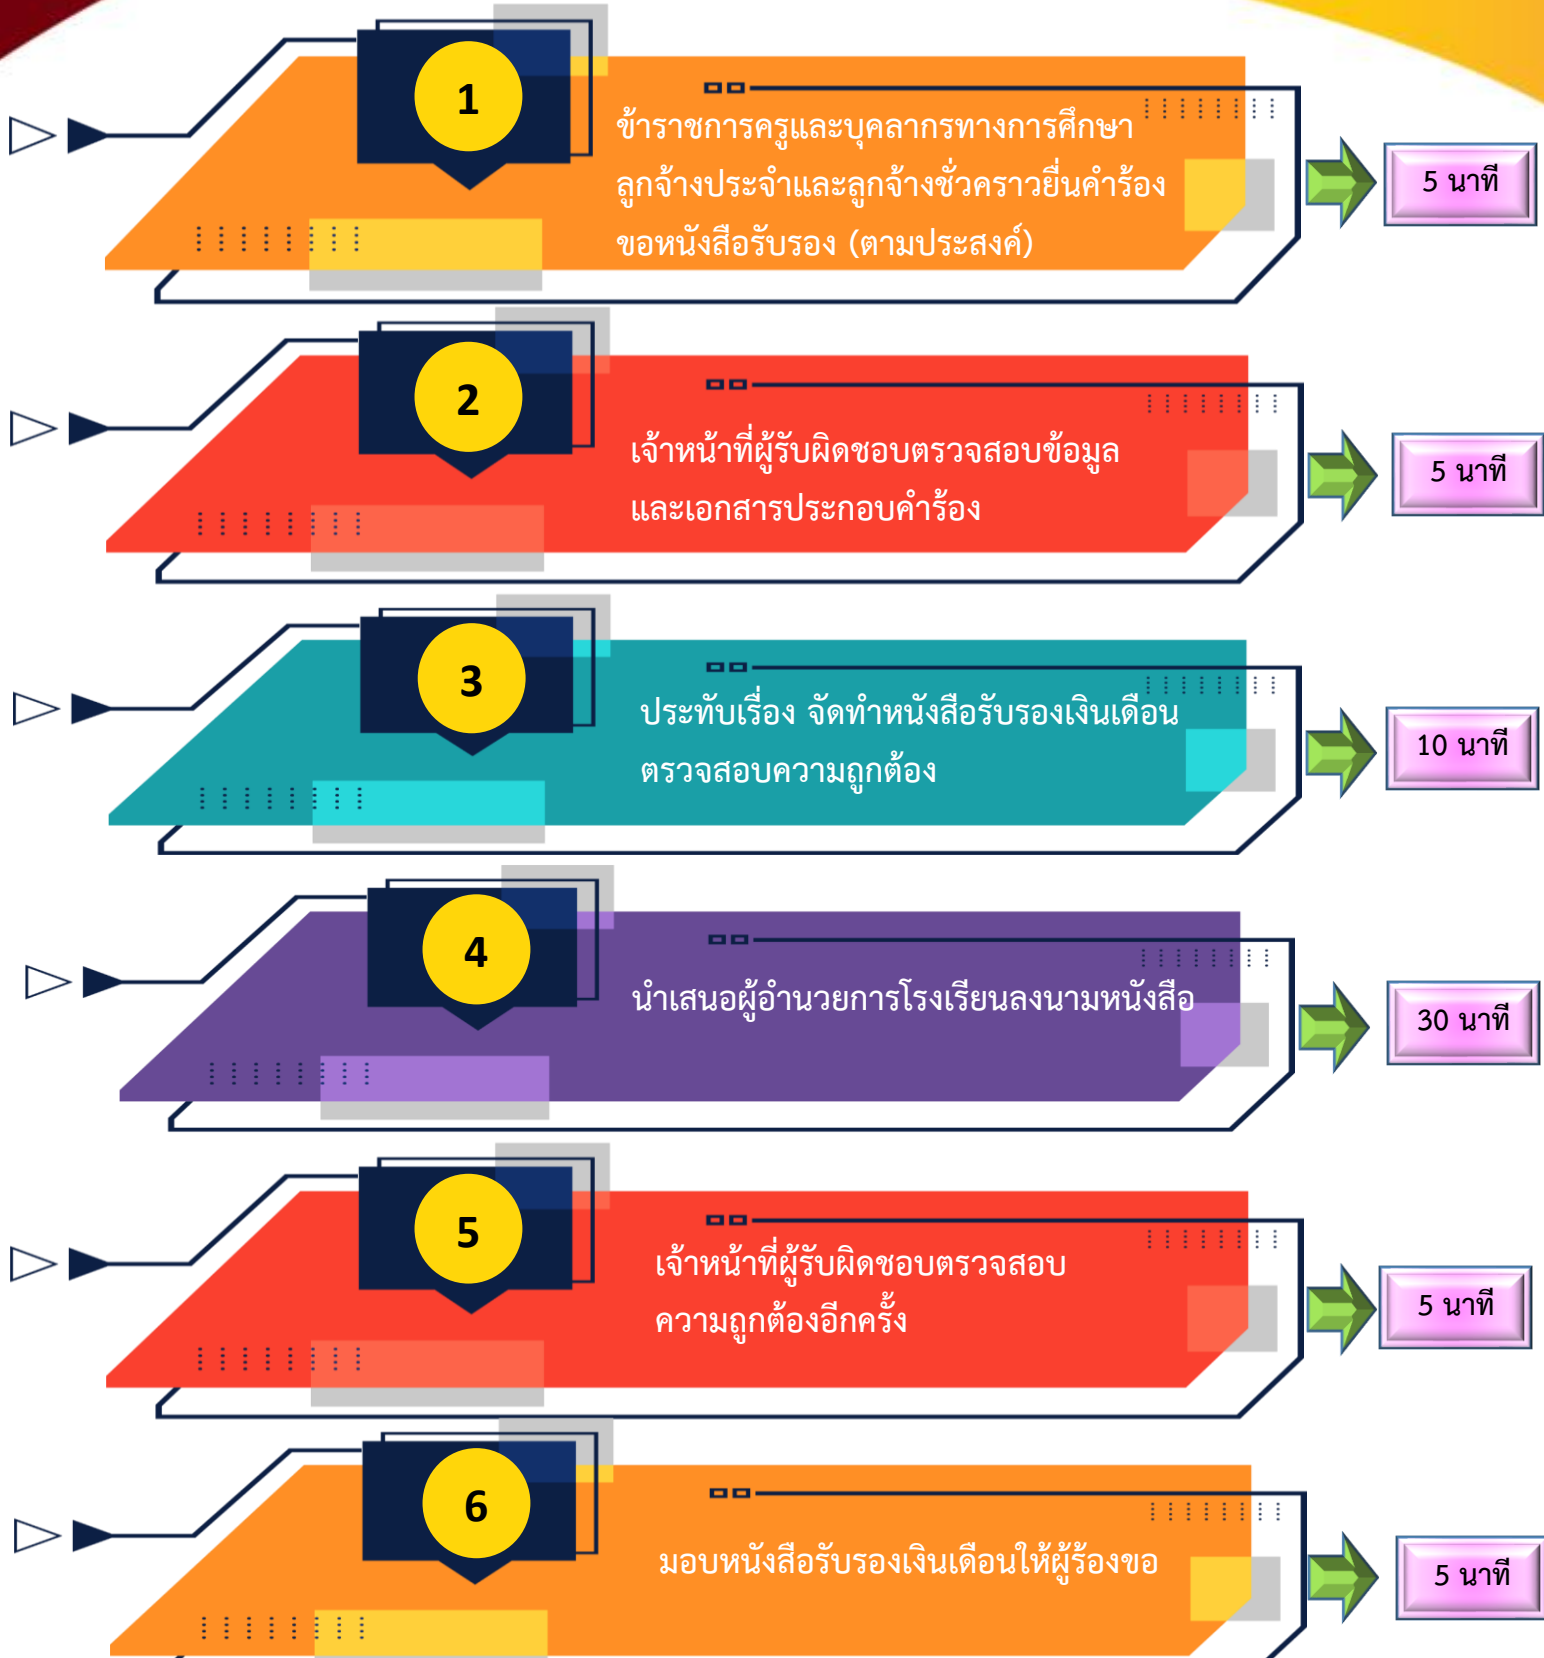 1
ข้าราชการครูและบุคลากรทางการศึกษา
ลูกจ้างประจำและลูกจ้างชั่วคราวยื่นคำร้อง
ขอหนังสือรับรอง (ตามประสงค์)
5 นาที
2
เจ้าหน้าที่ผู้รับผิดชอบตรวจสอบข้อมูล
และเอกสารประกอบคำร้อง
5 นาที
3
ประทับเรื่อง จัดทำหนังสือรับรองเงินเดือน
ตรวจสอบความถูกต้อง
10 นาที
4
นำเสนอผู้อำนวยการโรงเรียนลงนามหนังสือ
30 นาที
5
เจ้าหน้าที่ผู้รับผิดชอบตรวจสอบ
ความถูกต้องอีกครั้ง
5 นาที
6
มอบหนังสือรับรองเงินเดือนให้ผู้ร้องขอ
5 นาที